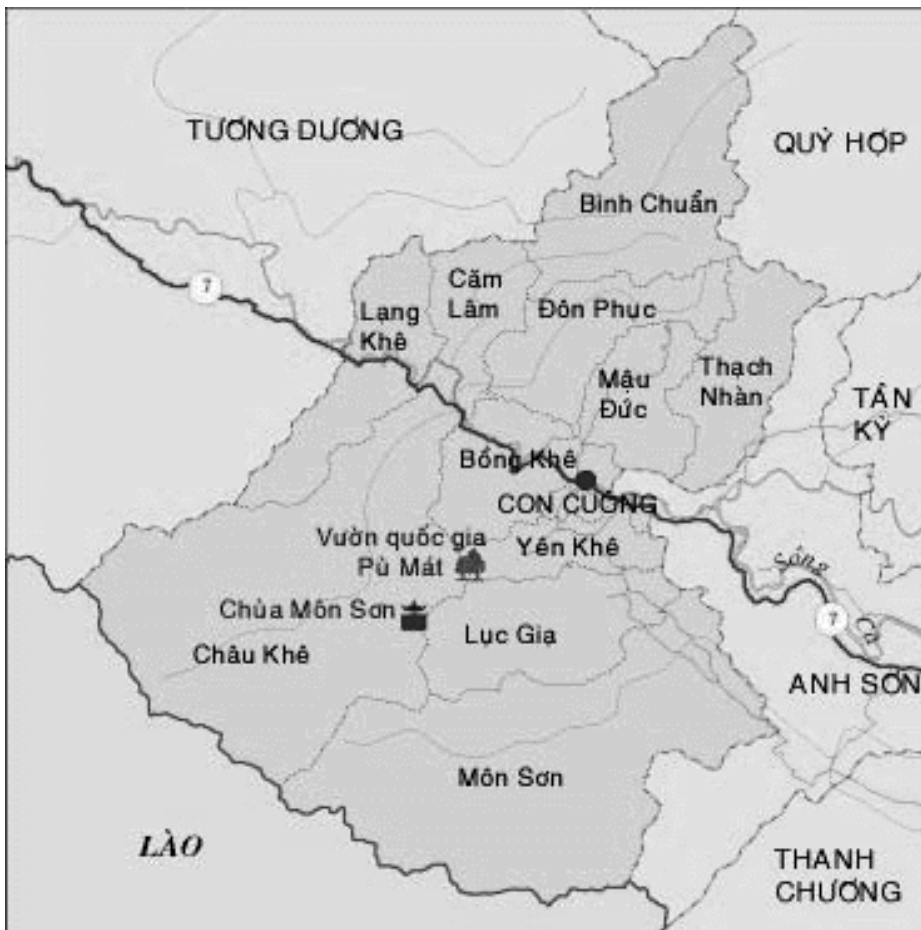 TƯƠNG DƯƠNG
QUỲ HỢP
Bình Chuẩn
7
Căm
Lâm
Lạng
Khê
Đôn Phục
Mậu
Đức
Thạch
Nhàn
TÂN
KỲ
Bồng Khê
CON CUÔNG
Yên Khê
Vườn quốc gia
Pù Mát
Chùa Môn Sơn
Lục Gia
Châu Khê
Sông
Cả
7
ANH SƠN
Môn Sơn
LÀO
THANH
CHƯƠNG